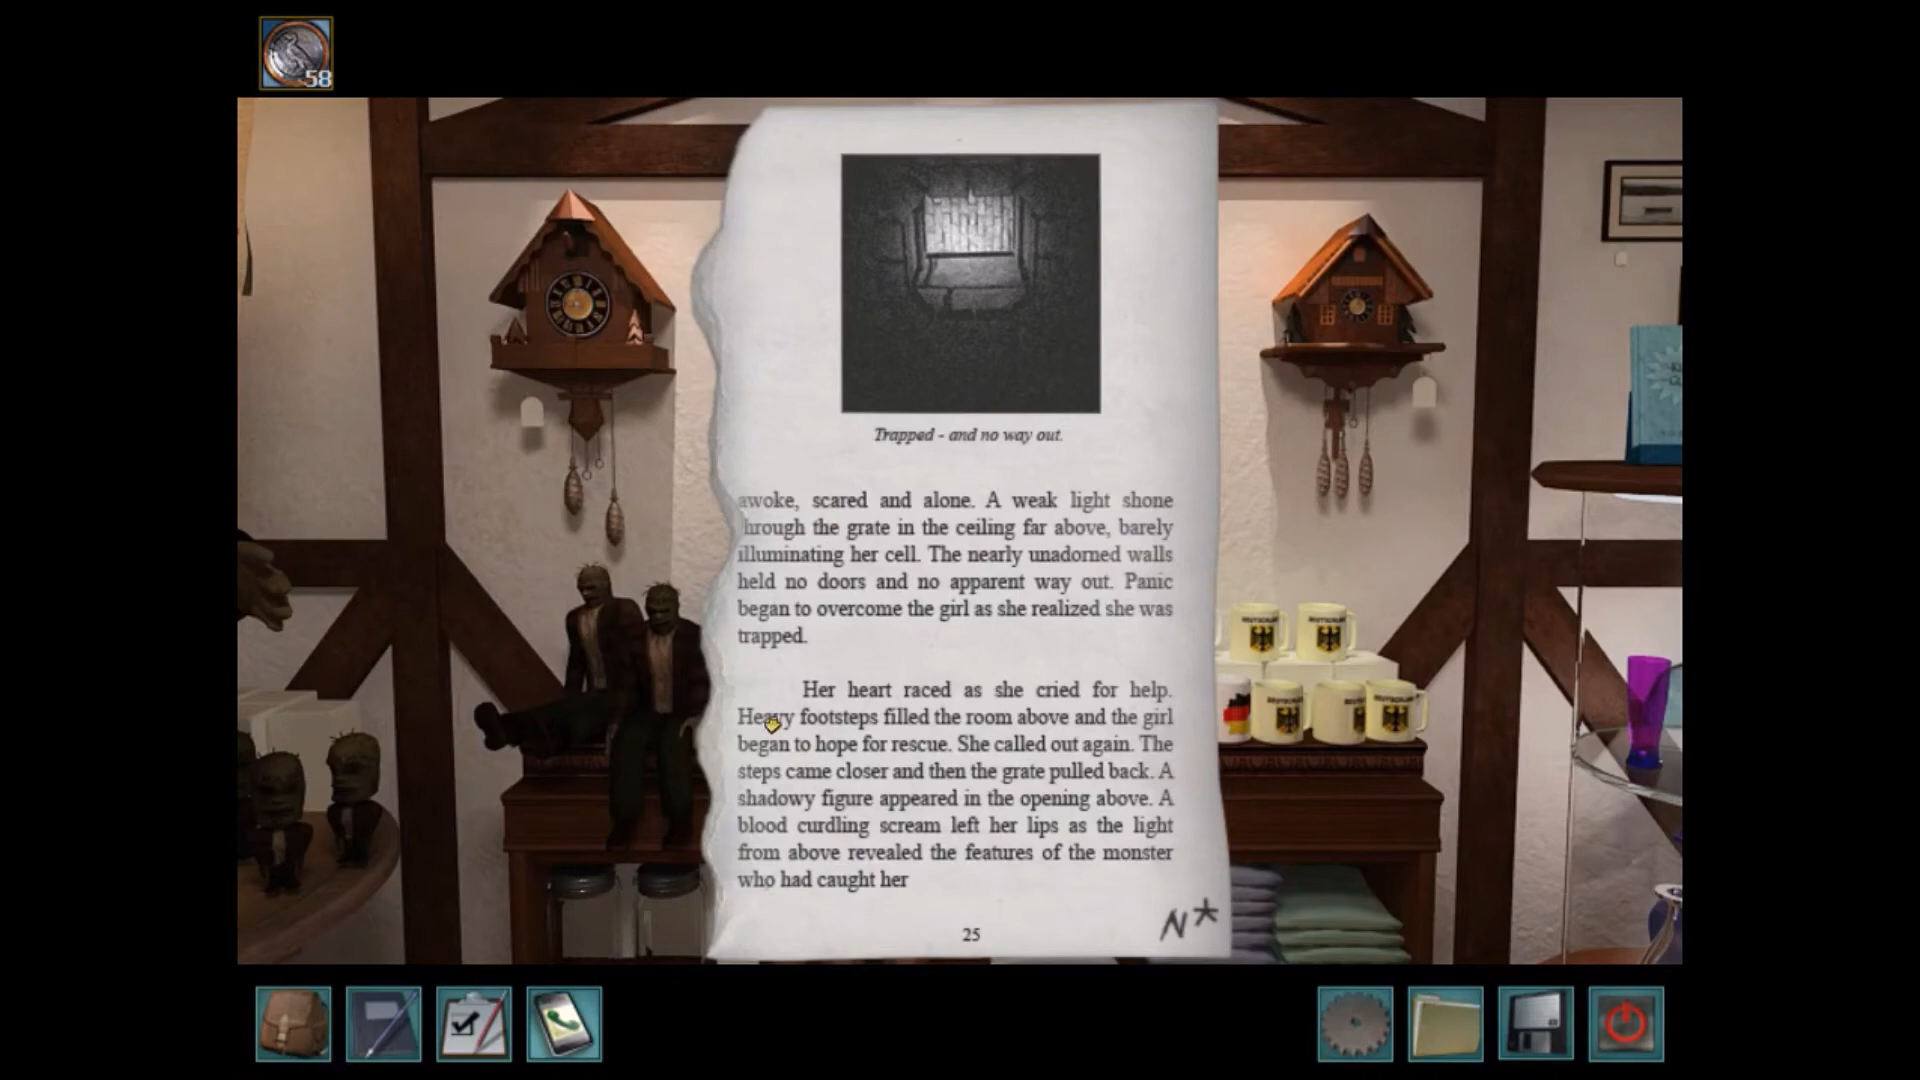 58
Trapped - and no way out.
awoke, scared and alone. A weak light shone
hrough the grate in the ceiling far above, barely
illuminating her cell. The nearly unadorned walls
held no doors and no apparent way out. Panic
began to overcome the girl as she realized she was
trapped.
Her heart raced as she cried for help.
Heavy footsteps filled the room above and the girl
began to hope for rescue. She called out again. The
steps came closer and then the grate pulled back. A
shadowy figure appeared in the opening above. A
blood curdling scream left her lips as the light
from above revealed the features of the monster
who had caught her
25
N*
DEUTSCHLAND
DEUTSCHLAND
DEUTSCHLAND
DEUTSCHLAND